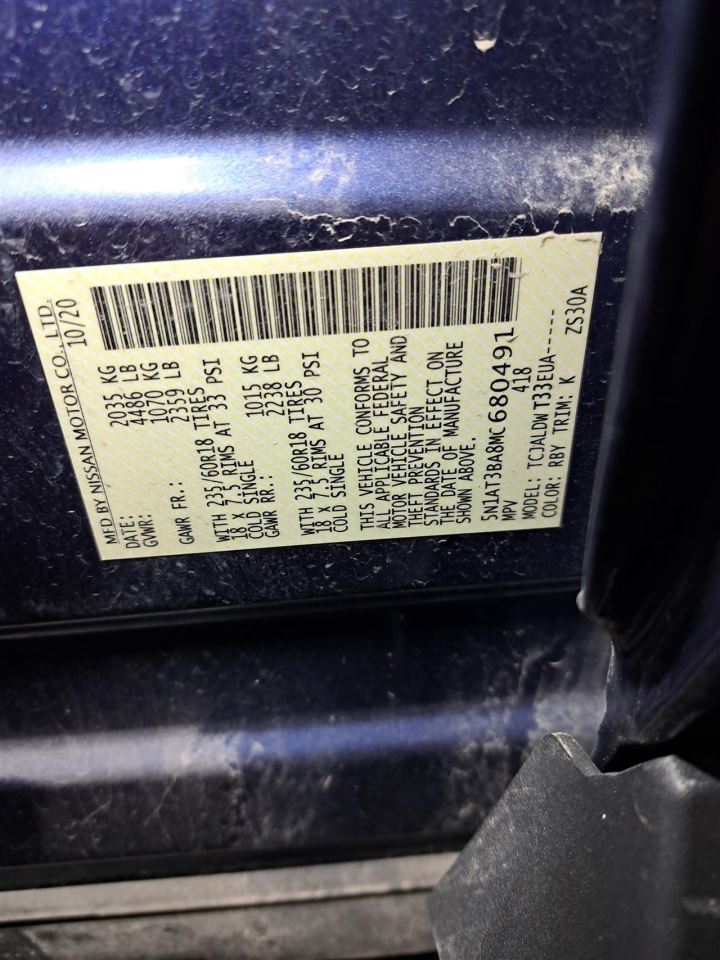 MFD BY NISSAN MOTOR CO., LTD.
DATE: 10/20
GVWR: 2035 KG
4486 LB
GAWR FR.: 1070 KG
2359 LB
WITH 235/60R18 TIRES
18 X 7.5 RIMS AT 33 PSI
COLD SINGLE
GAWR RR.: 1015 KG
2238 LB
WITH 235/60R18 TIRES
18 X 7.5 RIMS AT 30 PSI
COLD SINGLE
THIS VEHICLE CONFORMS TO
ALL APPLICABLE FEDERAL
MOTOR VEHICLE SAFETY AND
THEFT PREVENTION
STANDARDS IN EFFECT ON
THE DATE OF MANUFACTURE
SHOWN ABOVE.
5N1AT3BA8MC680491
MPV 418
MODEL: TCJALDWT33EUA-----
COLOR: RBY TRIM: K ZS30A